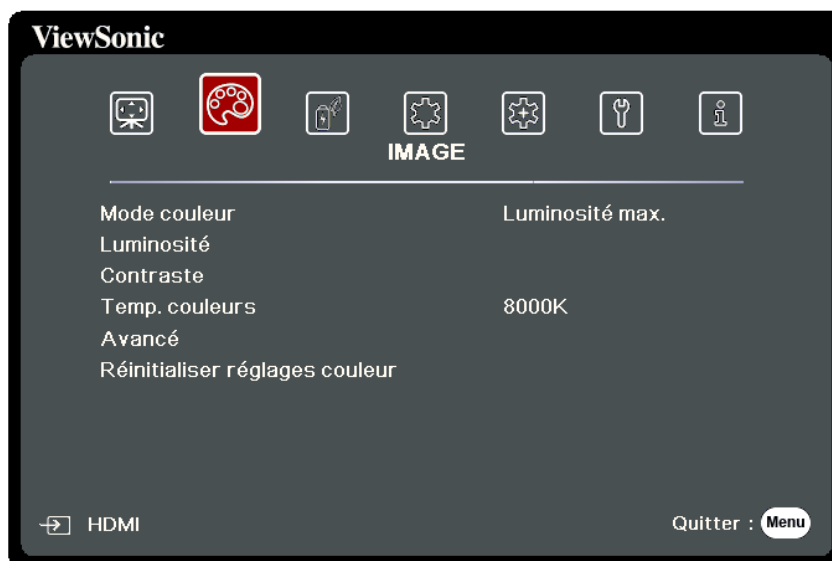 ViewSonic
IMAGE
Mode couleur Luminosité max.
Luminosité
Contraste
Temp. couleurs 8000K
Avancé
Réinitialiser réglages couleur
HDMI Quitter : Menu